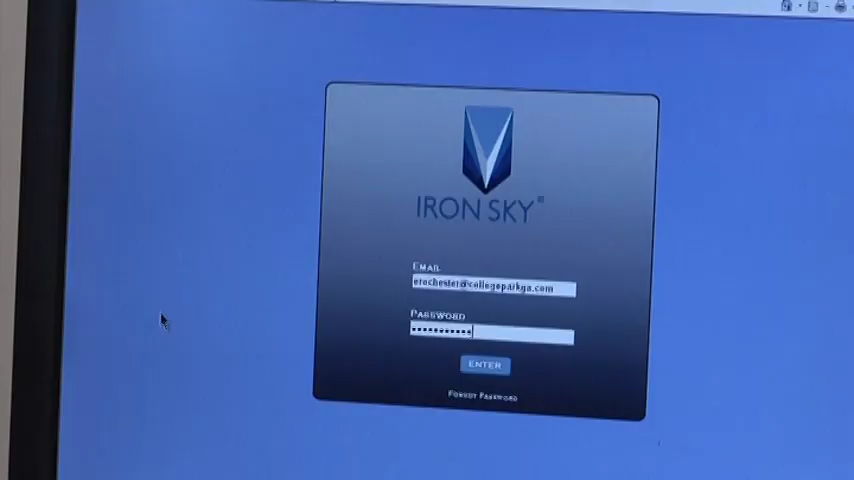 IRON SKY®
EMAIL
erochester@collegeparkga.com
PASSWORD
ENTER
FORGOT PASSWORD